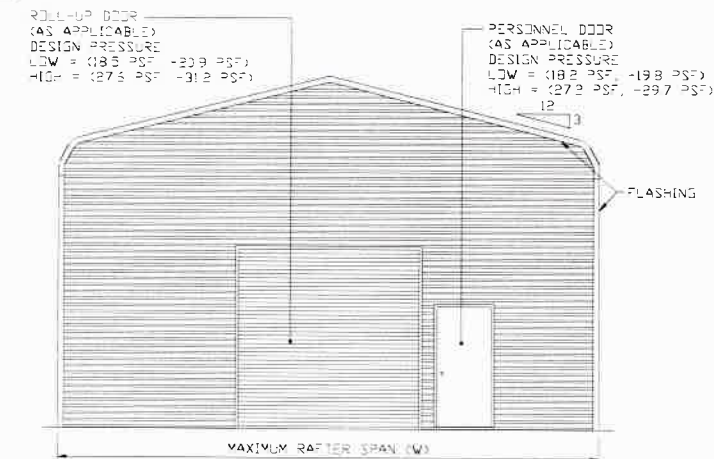 ROLL-UP DOOR
(AS APPLICABLE)
DESIGN PRESSURE
LOW = (18.5 PSF -20.9 PSF)
HIGH = (27.6 PSF -31.2 PSF)
PERSONNEL DOOR
(AS APPLICABLE)
DESIGN PRESSURE
LOW = (18.2 PSF, -19.8 PSF)
HIGH = (27.2 PSF, -29.7 PSF)
12
3
FLASHING
MAXIMUM RAFTER SPAN (W)